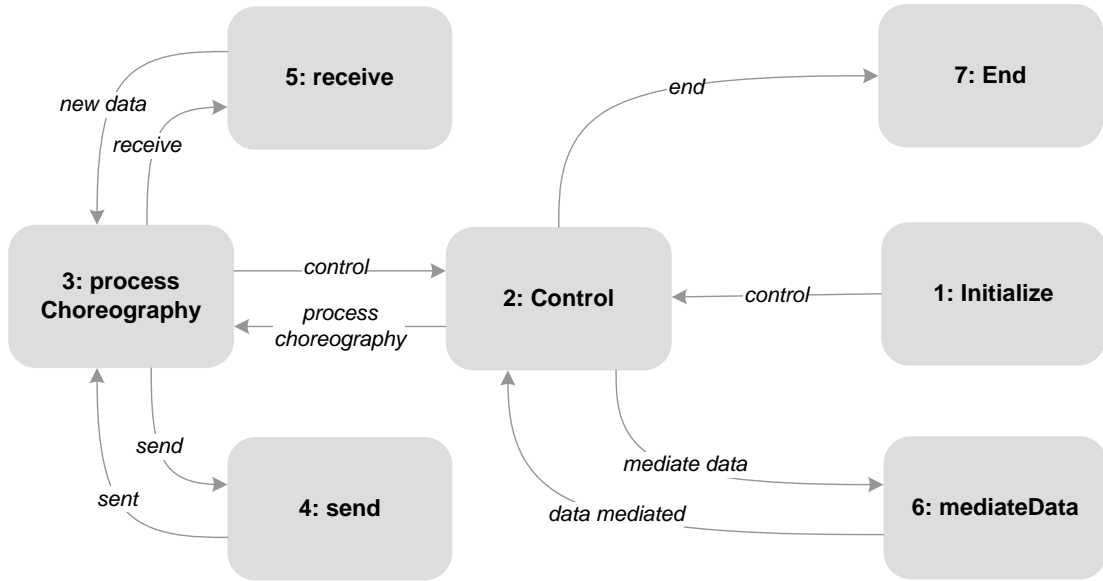 5: receive
7: End
end
new data
receive
3: process
Choreography
control
2: Control
control
1: Initialize
process
choreography
send
mediate data
sent
4: send
data mediated
6: mediateData